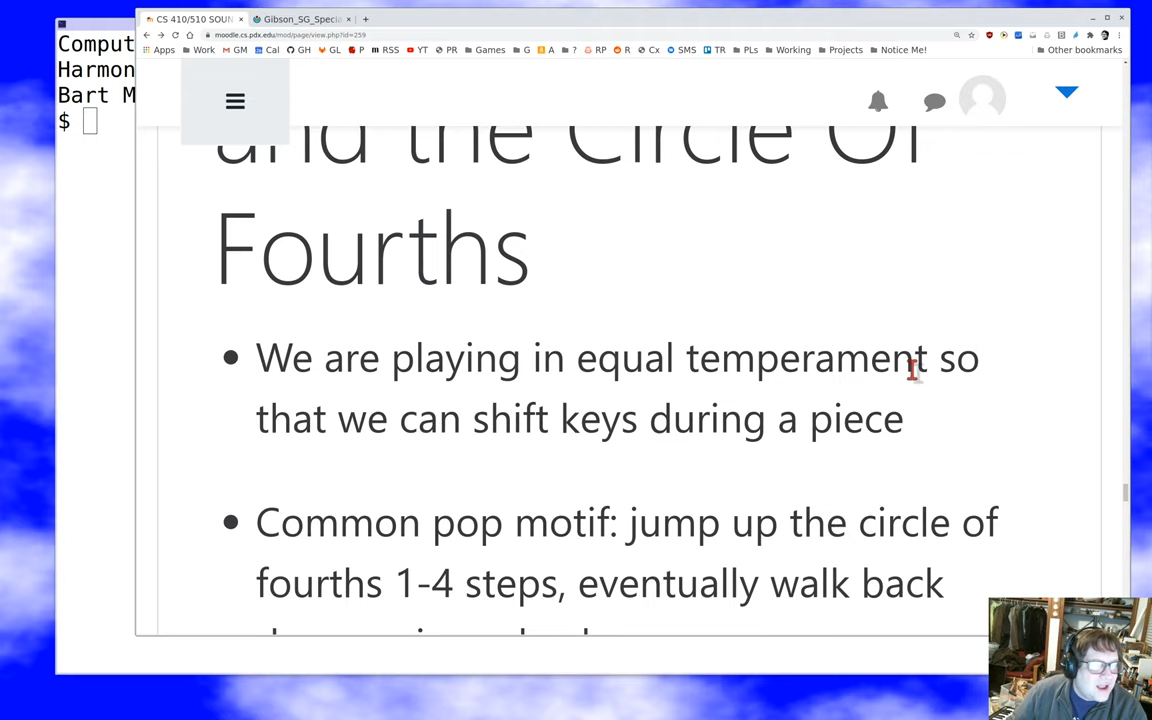 CS 410/510 SOUN
Gibson_SG_Specia
moodle.cs.pdx.edu/mod/page/view.php?id=259
Apps Work GM Cal GH GL P RSS YT PR Games G A ? RP R Cx SMS TR PLs Working Projects Notice Me! Other bookmarks
Comput
Harmon
Bart M
$
and the Circle Of
Fourths
We are playing in equal temperament so
that we can shift keys during a piece
Common pop motif: jump up the circle of
fourths 1-4 steps, eventually walk back